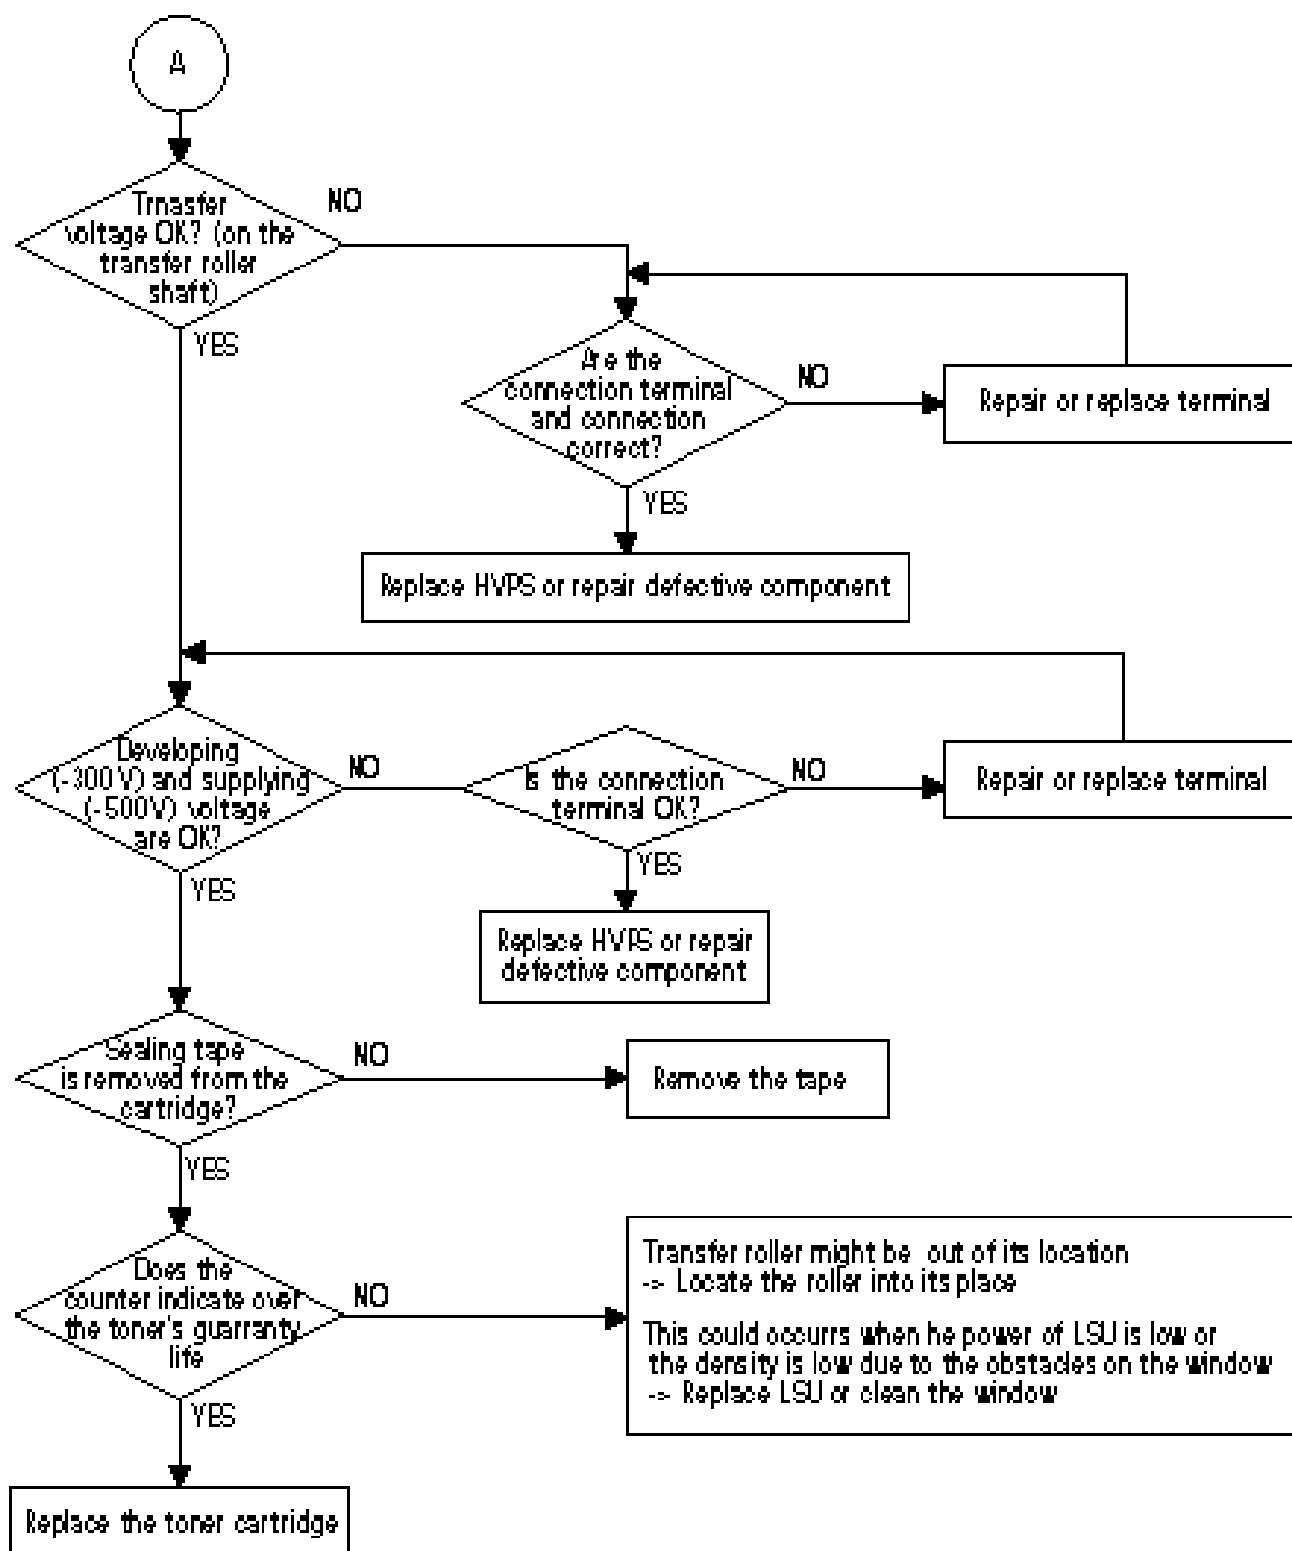 A
Trnasfer
voltage OK? (on the
transfer roller
shaft)
NO
YES
Are the
connection terminal
and connection
correct?
NO
Repair or replace terminal
YES
Replace HVPS or repair defective component
Developing
(-300V) and supplying
(-500V) voltage
are OK?
NO
Is the connection
terminal OK?
NO
Repair or replace terminal
YES
YES
Replace HVPS or repair
defective component
Sealing tape
is removed from the
cartridge?
NO
Remove the tape
YES
Does the
counter indicate over
the toner's guarranty
life
NO
Transfer roller might be out of its location
-> Locate the roller into its place
This could occurrs when he power of LSU is low or
the density is low due to the obstacles on the window
-> Replace LSU or clean the window
YES
Replace the toner cartridge